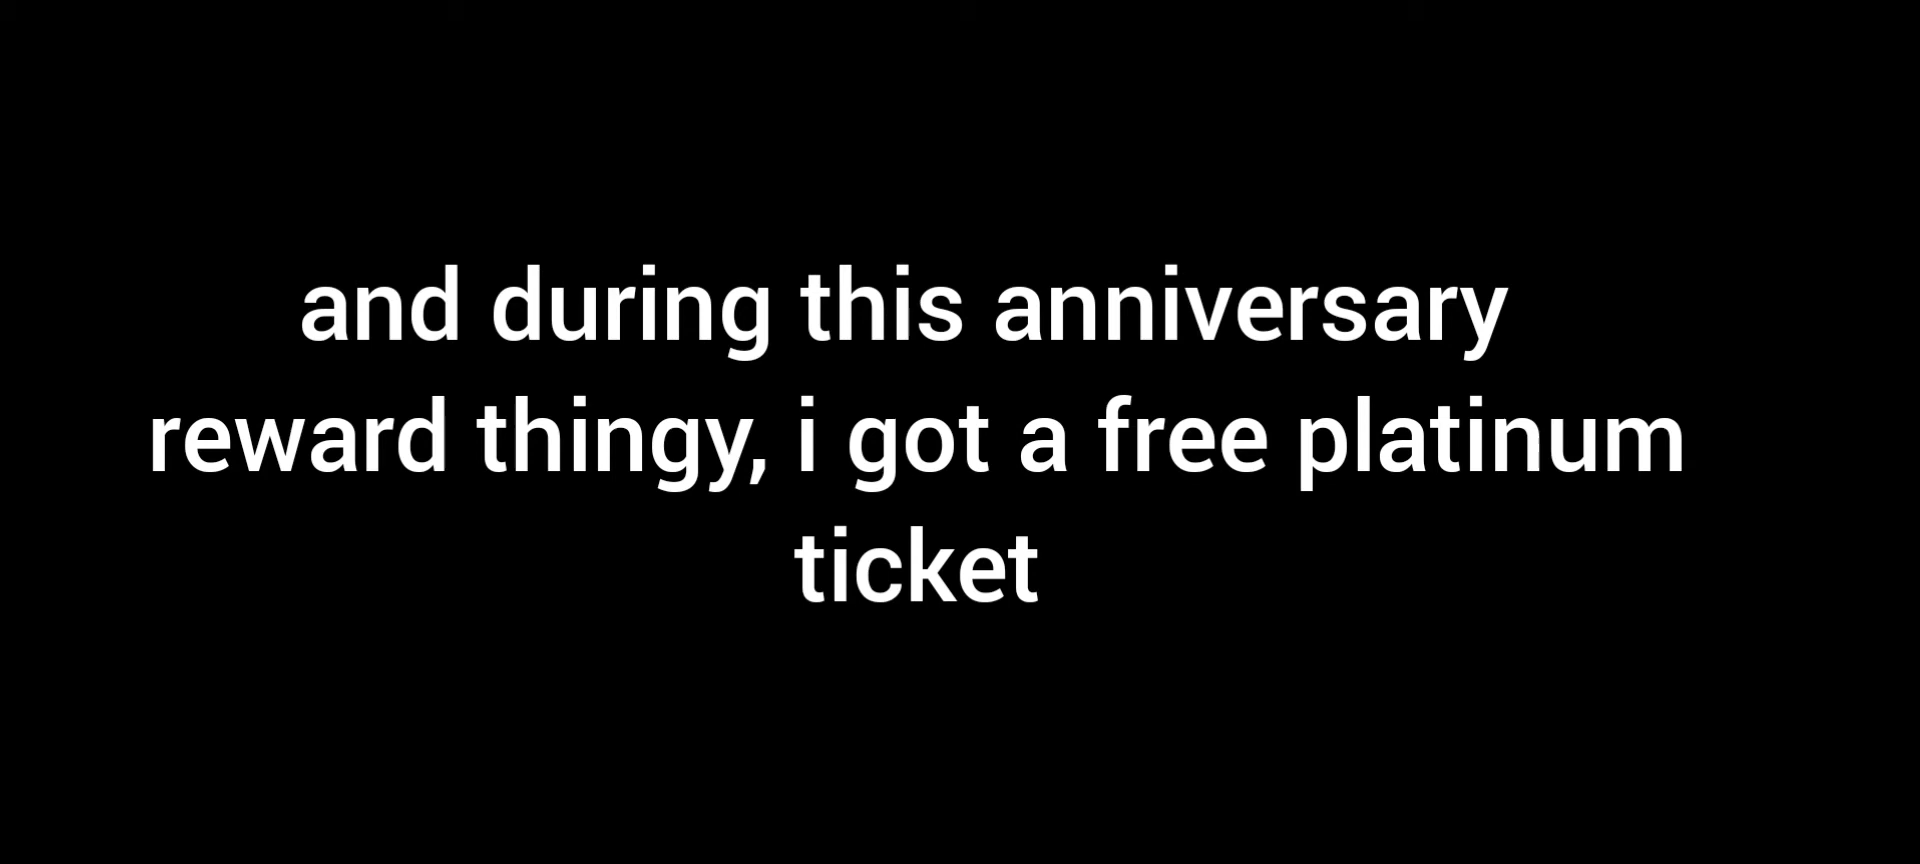 and during this anniversary
reward thingy, i got a free platinum
ticket